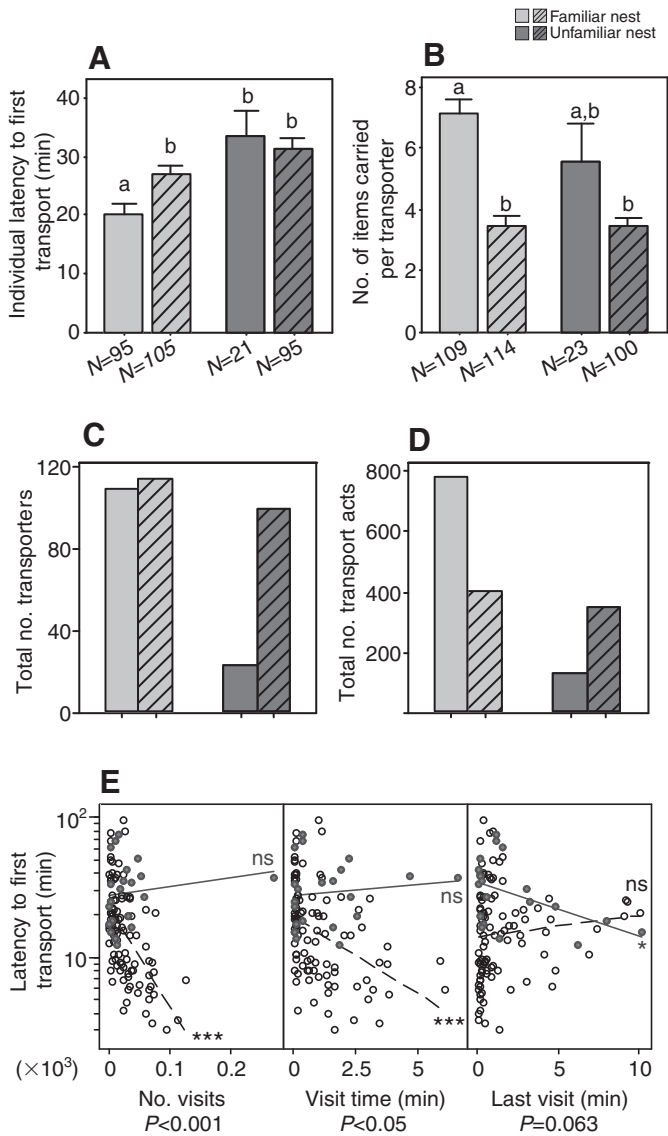 Familiar nest
Unfamiliar nest
A
B
Individual latency to first
transport (min)
40
30
20
10
0
a
b
b
b
N=95
N=105
N=21
N=95
No. of items carried
per transporter
8
6
4
2
0
a
b
a,b
b
N=109
N=114
N=23
N=100
C
D
Total no. transporters
120
80
40
0
Total no. transport acts
800
600
400
200
E
Latency to first
transport (min)
10²
10
ns
***
ns
***
ns
*
(×10³)
0 0.1 0.2
0 2.5 5
0 5 10
No. visits
Visit time (min)
Last visit (min)
P<0.001
P<0.05
P=0.063